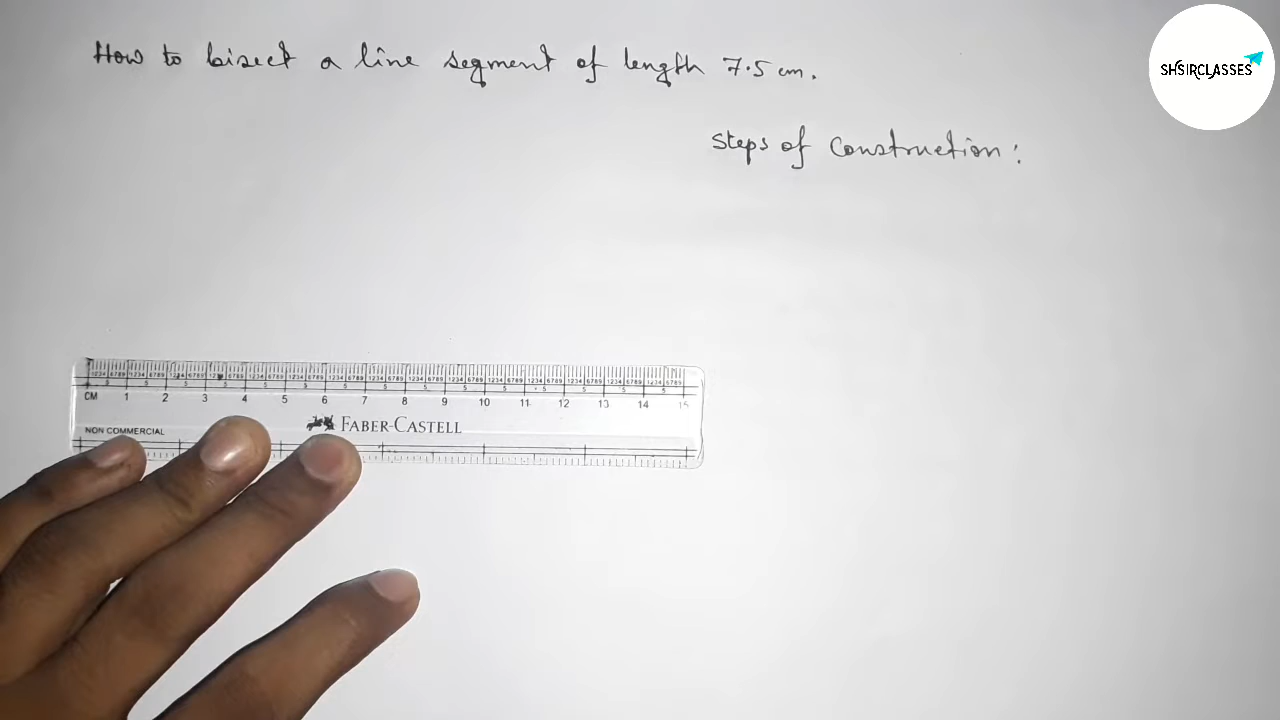 How to bisect a line segment of length 7.5 cm.
SHSIRCLASSES
Steps of construction:
CM 1 2 3 4 5 6 7 8 9 10 11 12 13 14 15
FABER-CASTELL
NON COMMERCIAL